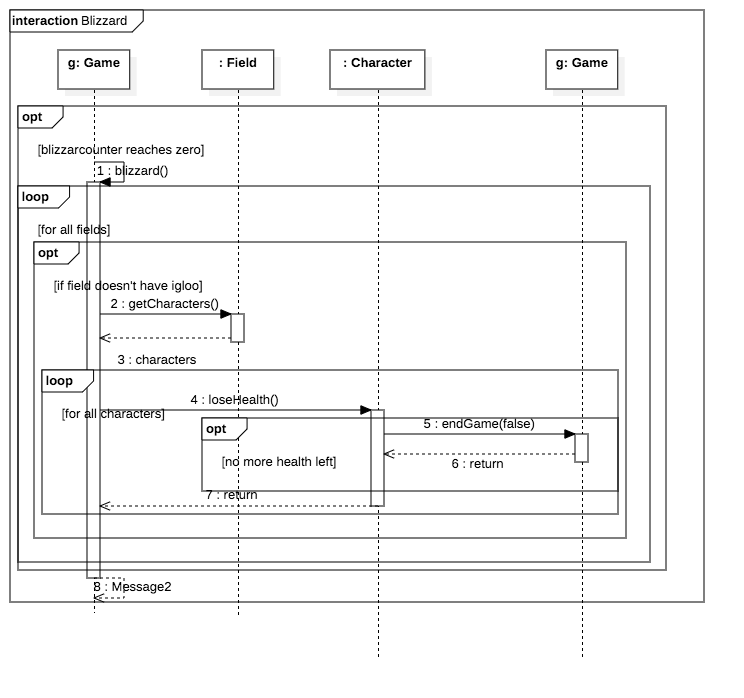 interaction Blizzard
g: Game
: Field
: Character
g: Game
opt
[blizzarcounter reaches zero]
1 : blizzard()
loop
[for all fields]
opt
[if field doesn't have igloo]
2 : getCharacters()
3 : characters
loop
4 : loseHealth()
[for all characters]
opt
5 : endGame(false)
[no more health left]
6 : return
7 : return
8 : Message2